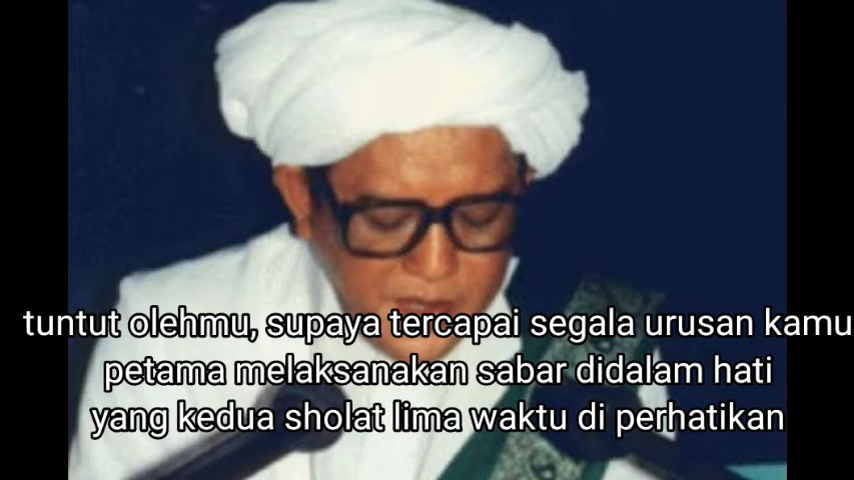 tuntut olehmu, supaya tercapai segala urusan kamu
petama melaksanakan sabar didalam hati
yang kedua sholat lima waktu di perhatikan